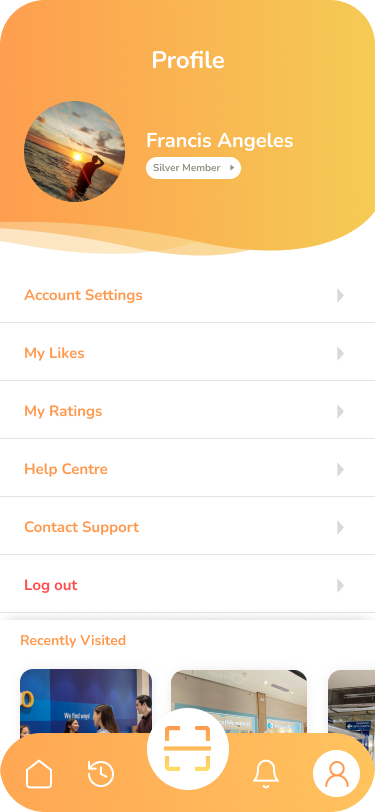 Profile
Francis Angeles
Silver Member
Account Settings
My Likes
My Ratings
Help Centre
Contact Support
Log out
Recently Visited
We find ways